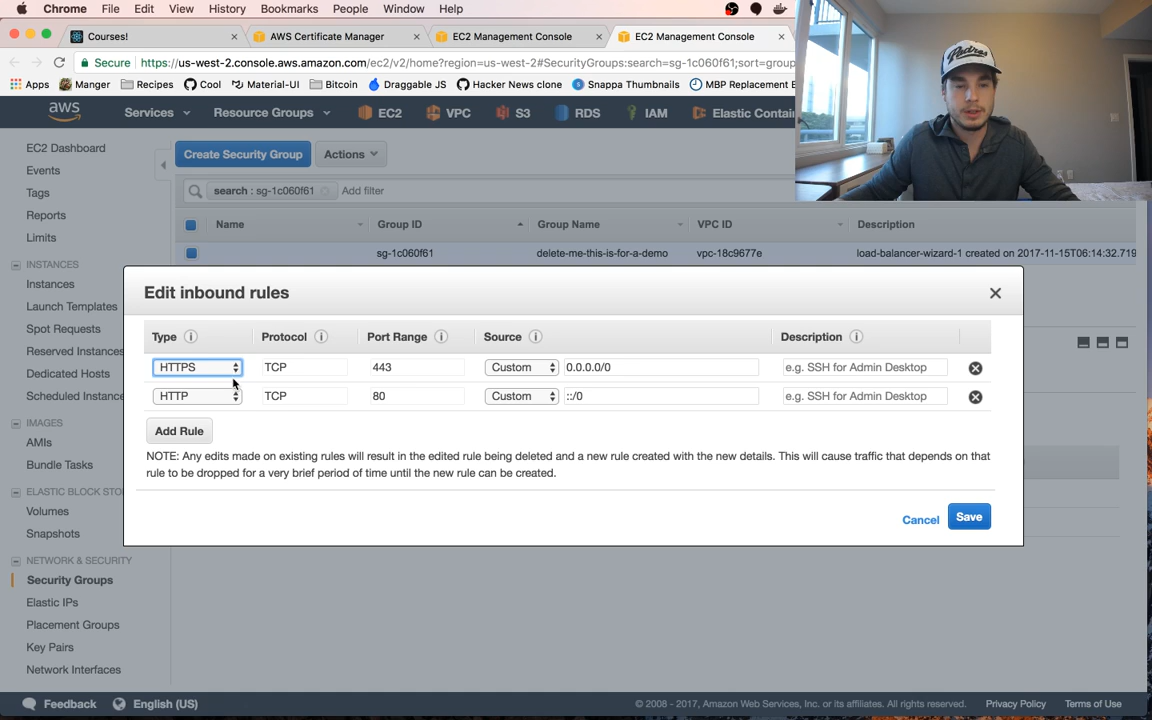 Chrome File Edit View History Bookmarks People Window Help
Courses! AWS Certificate Manager EC2 Management Console EC2 Management Console
Secure https://us-west-2.console.aws.amazon.com/ec2/v2/home?region=us-west-2#SecurityGroups:search=sg-1c060f61;sort=group
Apps Manger Recipes Cool Material-UI Bitcoin Draggable JS Hacker News clone Snappa Thumbnails MBP Replacement B
aws Services Resource Groups EC2 VPC S3 RDS IAM Elastic Contai
EC2 Dashboard
Events
Tags
Reports
Limits
INSTANCES
Instances
Launch Templates
Spot Requests
Reserved Instances
Dedicated Hosts
Scheduled Instance
IMAGES
AMIs
Bundle Tasks
ELASTIC BLOCK STO
Volumes
Snapshots
NETWORK & SECURITY
Security Groups
Elastic IPs
Placement Groups
Key Pairs
Network Interfaces
Create Security Group Actions
search : sg-1c060f61 Add filter
Name Group ID Group Name VPC ID Description
sg-1c060f61 delete-me-this-is-for-a-demo vpc-18c9677e load-balancer-wizard-1 created on 2017-11-15T06:14:32.719
Edit inbound rules
Type Protocol Port Range Source Description
HTTPS TCP 443 Custom 0.0.0.0/0 e.g. SSH for Admin Desktop
HTTP TCP 80 Custom ::/0 e.g. SSH for Admin Desktop
Add Rule
NOTE: Any edits made on existing rules will result in the edited rule being deleted and a new rule created with the new details. This will cause traffic that depends on that
rule to be dropped for a very brief period of time until the new rule can be created.
Cancel Save
Feedback English (US) © 2008 - 2017, Amazon Web Services, Inc. or its affiliates. All rights reserved. Privacy Policy Terms of Use
Padres